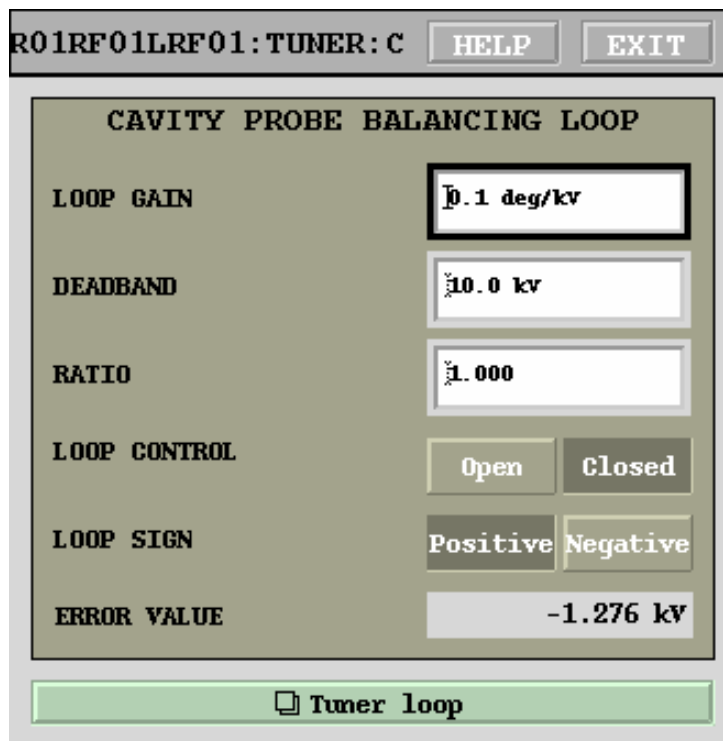 R01RF01LRF01:TUNER:C HELP EXIT
CAVITY PROBE BALANCING LOOP
LOOP GAIN 0.1 deg/kV
DEADBAND 10.0 kV
RATIO 1.000
LOOP CONTROL Open Closed
LOOP SIGN Positive Negative
ERROR VALUE -1.276 kV
Tuner loop